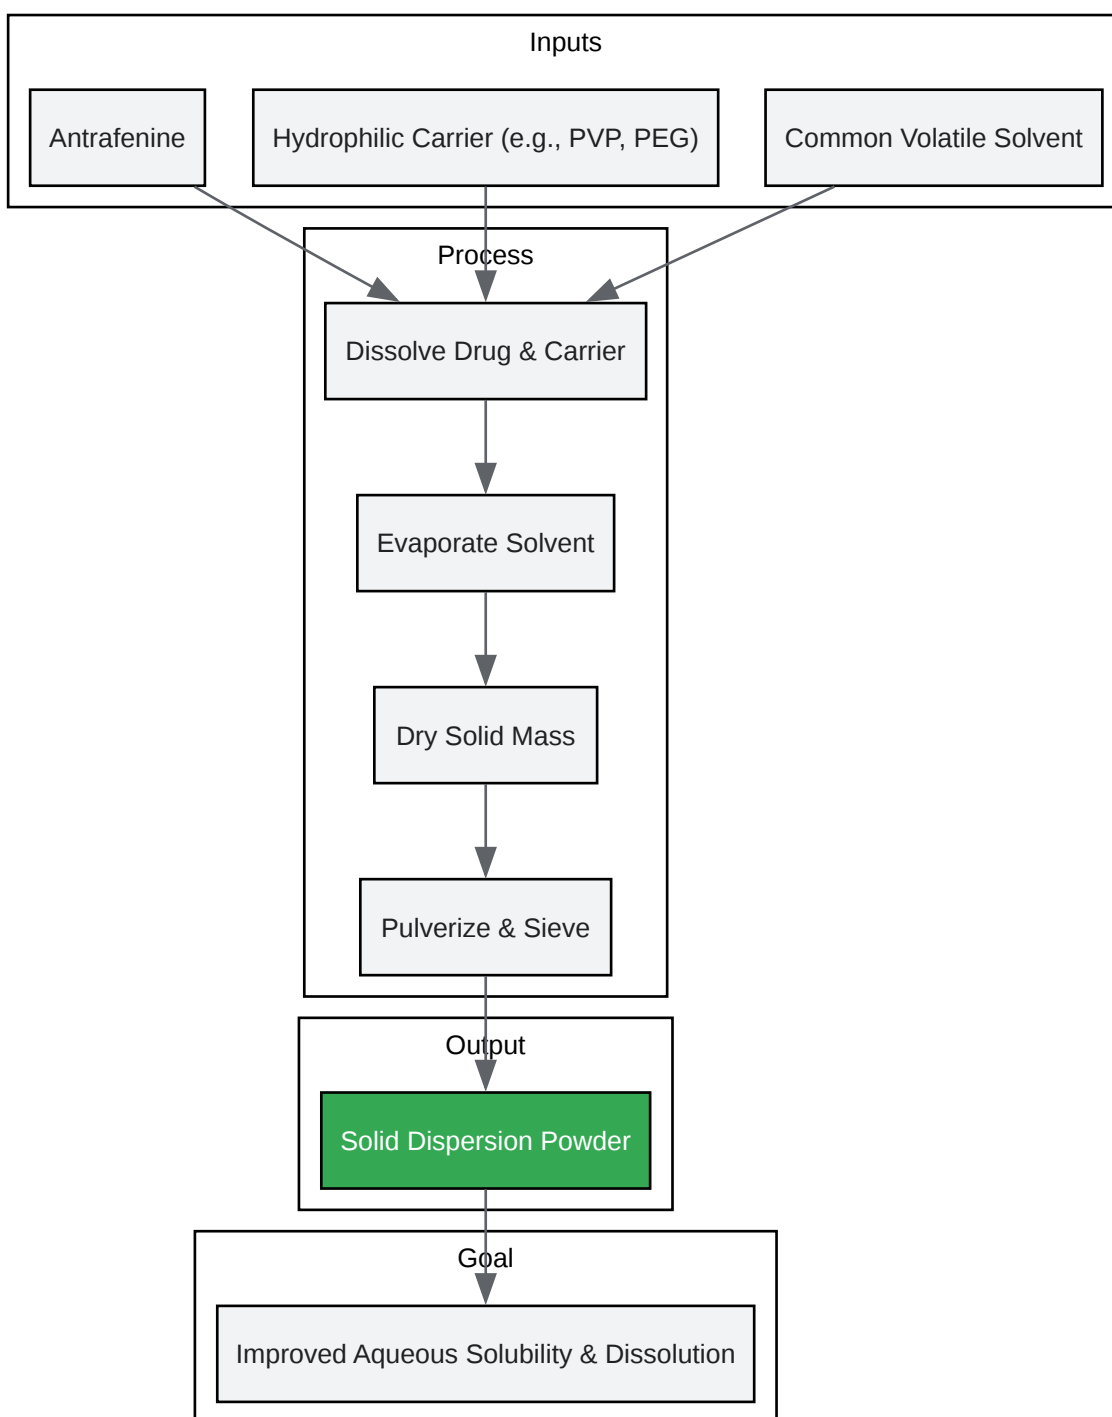 Inputs
Antrafenine
Hydrophilic Carrier (e.g., PVP, PEG)
Common Volatile Solvent
Process
Dissolve Drug & Carrier
Evaporate Solvent
Dry Solid Mass
Pulverize & Sieve
Output
Solid Dispersion Powder
Goal
Improved Aqueous Solubility & Dissolution